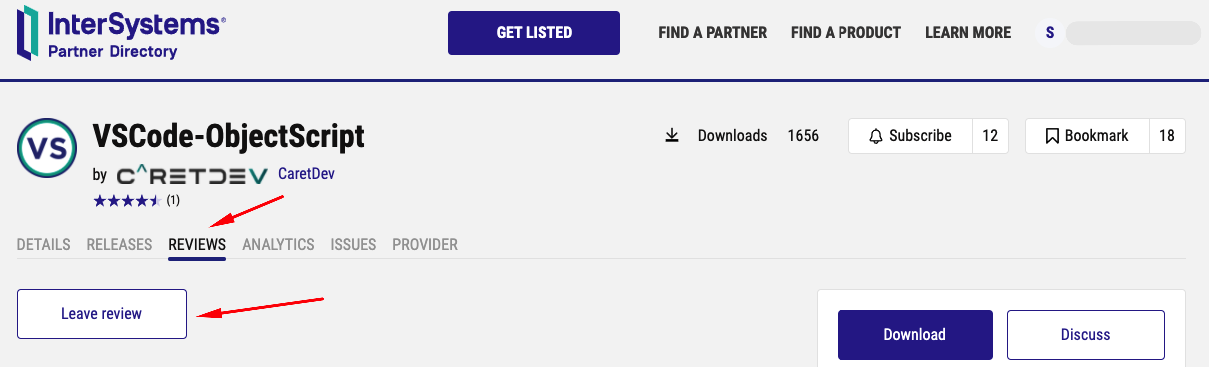 InterSystems®
Partner Directory
GET LISTED
FIND A PARTNER
FIND A PRODUCT
LEARN MORE
S
VS
VSCode-ObjectScript
Downloads 1656
Subscribe 12
Bookmark 18
by C^RETDEV CaretDev
(1)
DETAILS RELEASES REVIEWS ANALYTICS ISSUES PROVIDER
Leave review
Download
Discuss